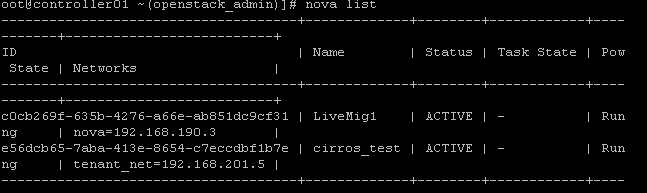 oot@controller01 ~(openstack_admin)]# nova list
-------------------------------------+-----------+--------+------------+----
-------+---------------------------+
ID                                   | Name      | Status | Task State | Pow
 State | Networks                  |
-------------------------------------+-----------+--------+------------+----
-------+---------------------------+
c0cb269f-635b-4276-a66e-ab851dc9cf31 | LiveMig1 | ACTIVE | - | Run
ng | nova=192.168.190.3 |
e56dcb65-7aba-413e-8654-c7eccdbf1b7e | cirros_test | ACTIVE | - | Run
ng | tenant_net=192.168.201.5 |
-------------------------------------+-----------+--------+------------+----
-------+---------------------------+